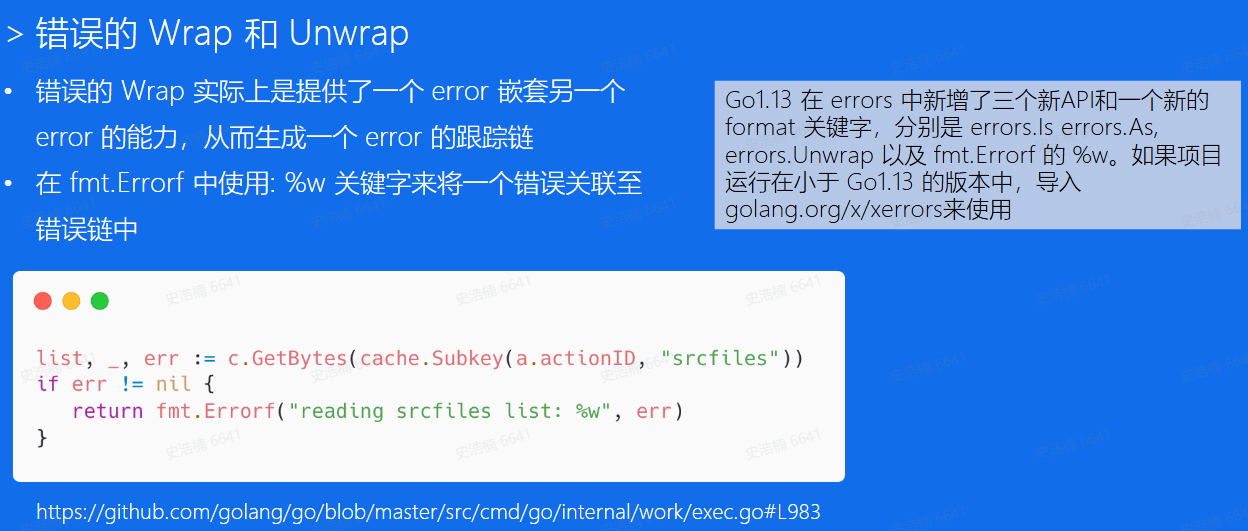 > 错误的 Wrap 和 Unwrap
• 错误的 Wrap 实际上是提供了一个 error 嵌套另一个
error 的能力，从而生成一个 error 的跟踪链
• 在 fmt.Errorf 中使用: %w 关键字来将一个错误关联至
错误链中
Go1.13 在 errors 中新增了三个新API和一个新的
format 关键字，分别是 errors.Is errors.As,
errors.Unwrap 以及 fmt.Errorf 的 %w。如果项目
运行在小于 Go1.13 的版本中，导入
golang.org/x/xerrors来使用
list, _, err := c.GetBytes(cache.Subkey(a.actionID, "srcfiles"))
if err != nil {
return fmt.Errorf("reading srcfiles list: %w", err)
}
https://github.com/golang/go/blob/master/src/cmd/go/internal/work/exec.go#L983
史浩楠 6641